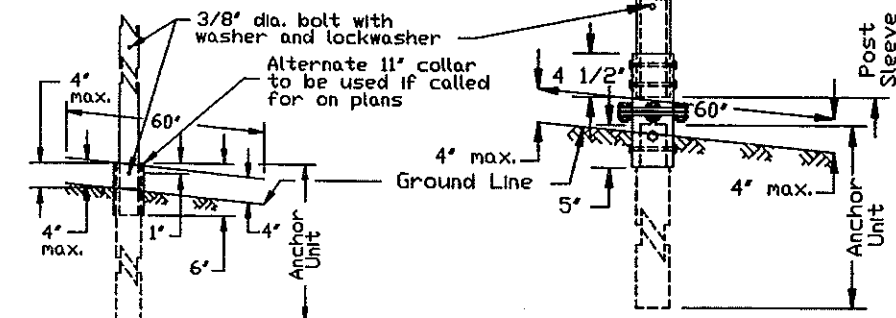 3/8" dia. bolt with
washer and lockwasher
Alternate 11" collar
to be used if called
for on plans
4"
max.
60"
4"
max.
1"
6"
4"
Anchor
Unit
Ground Line
4 1/2"
60"
4" max.
5"
4" max.
Post
Sleeve
Anchor
Unit